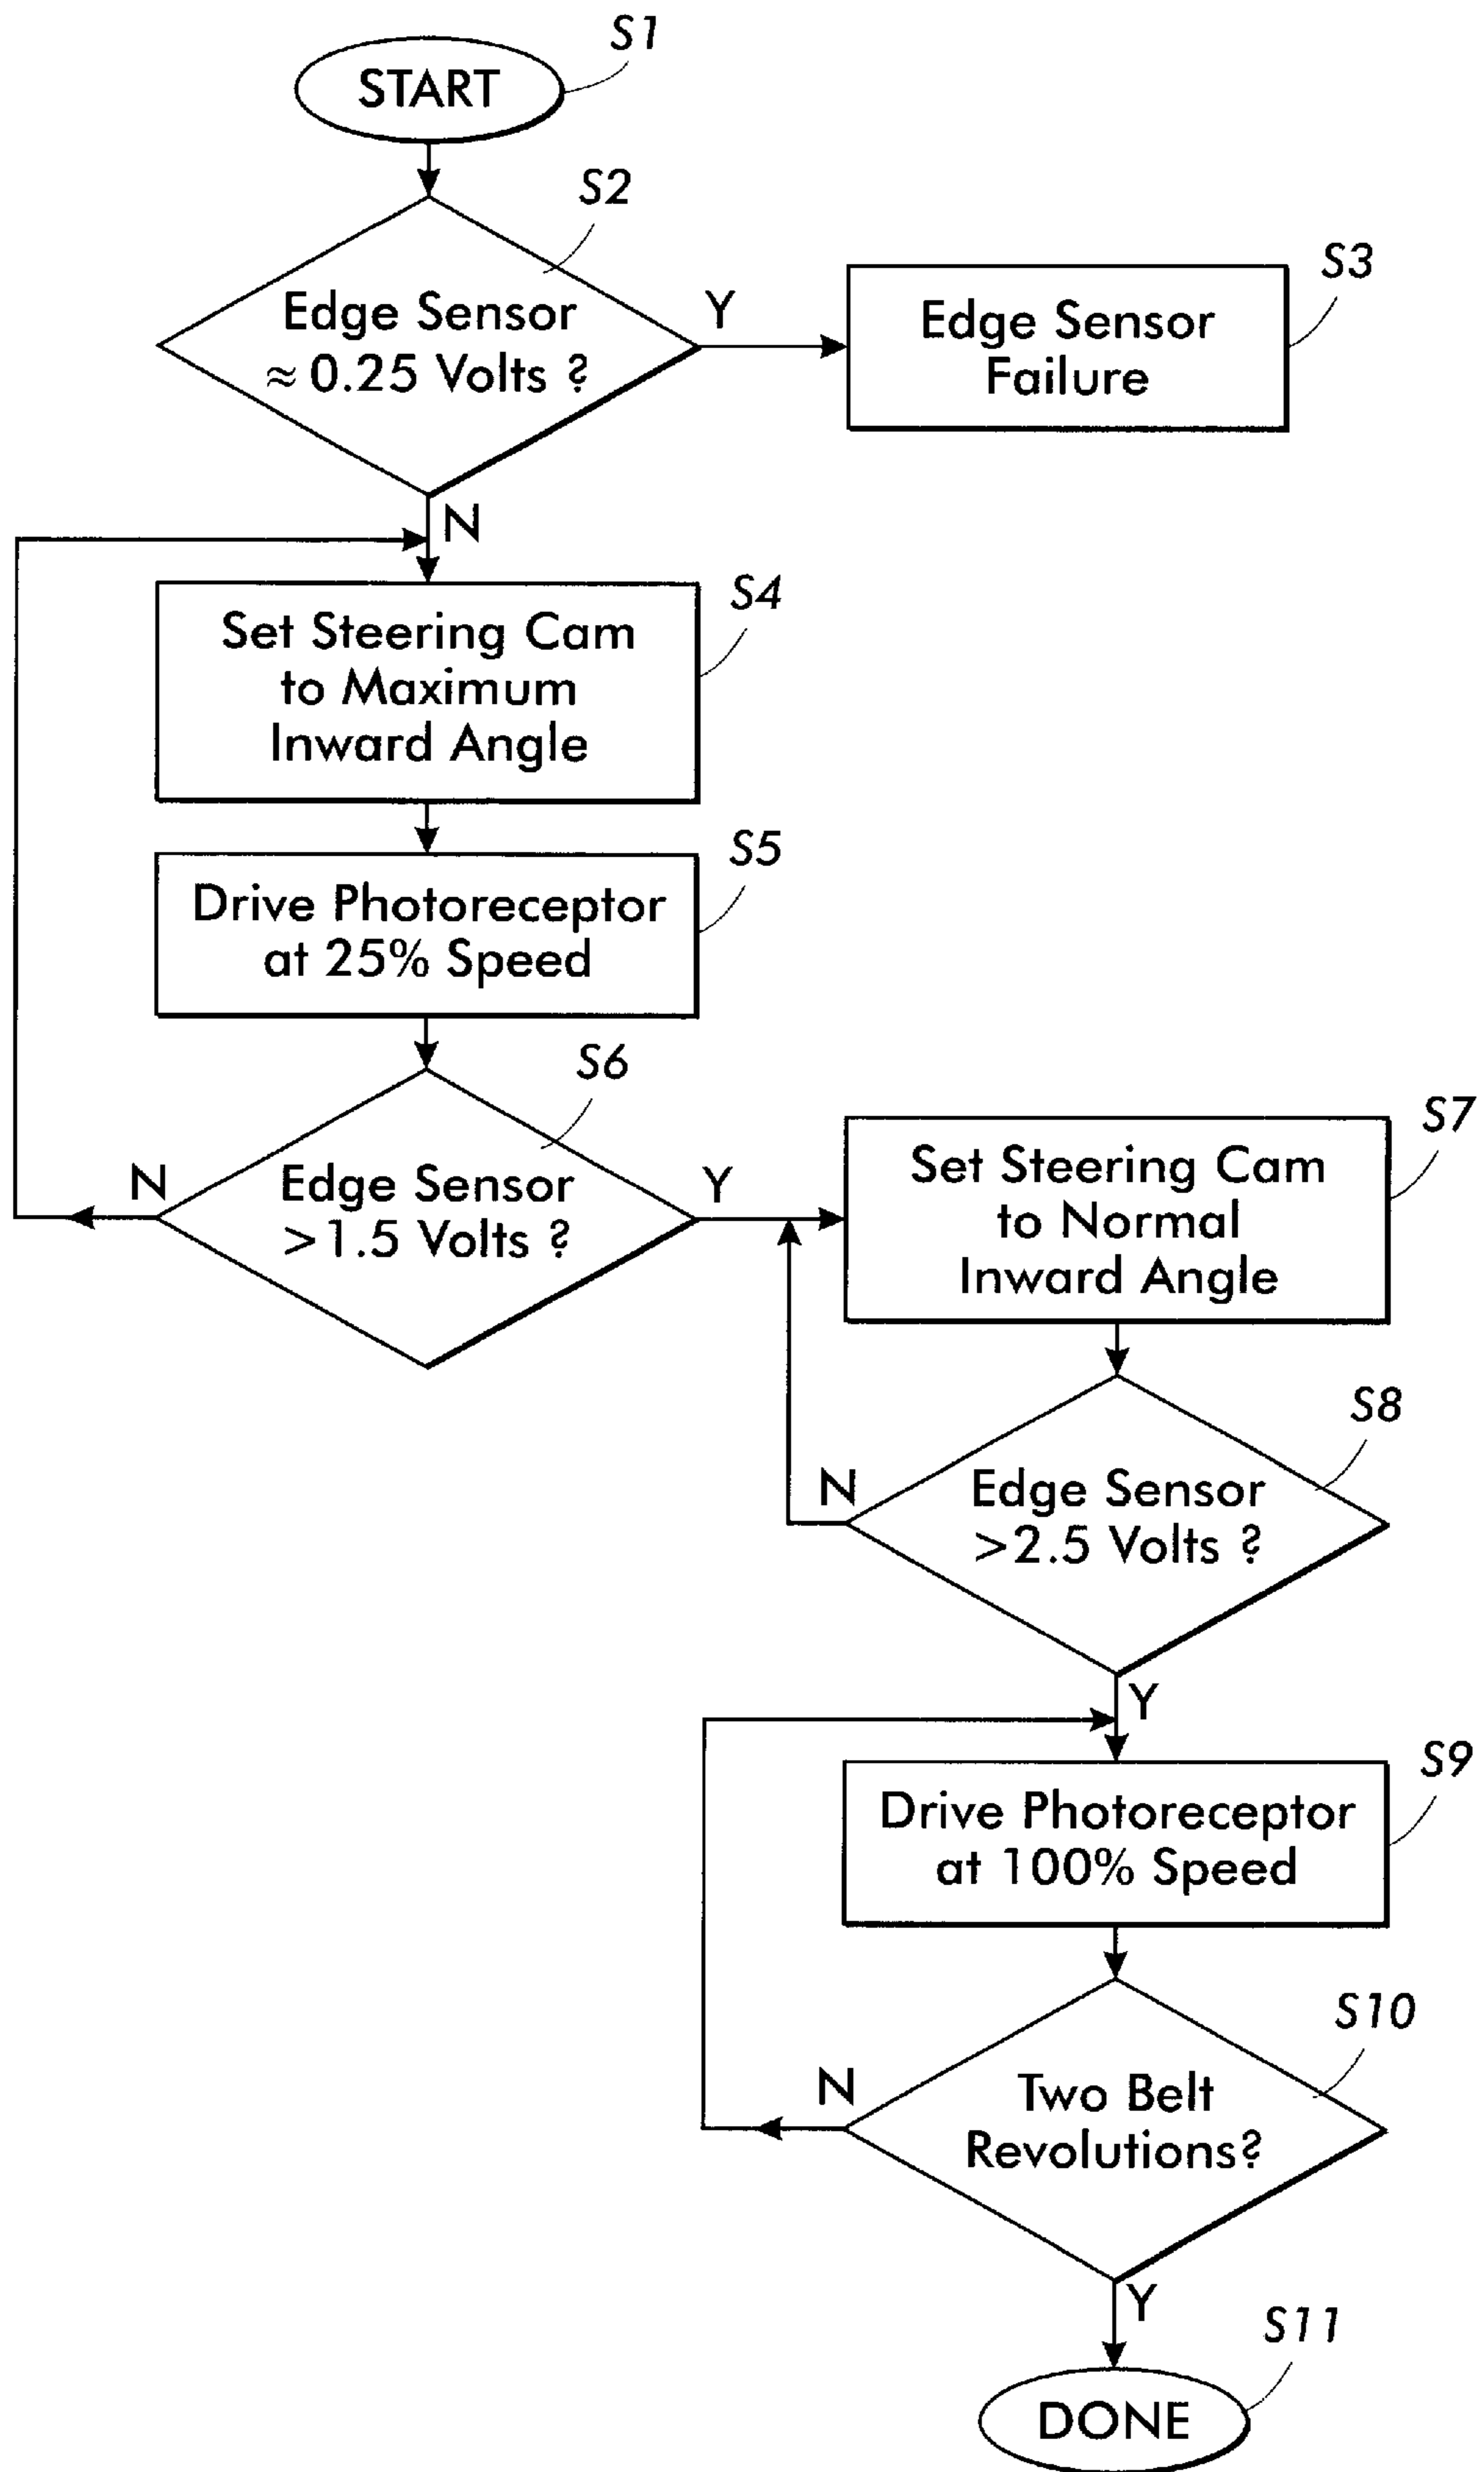 S1
START
S2
Edge Sensor
≈ 0.25 Volts ?
Y
S3
Edge Sensor
Failure
N
S4
Set Steering Cam
to Maximum
Inward Angle
S5
Drive Photoreceptor
at 25% Speed
S6
Edge Sensor
>1.5 Volts ?
N
Y
S7
Set Steering Cam
to Normal
Inward Angle
S8
Edge Sensor
>2.5 Volts ?
N
Y
S9
Drive Photoreceptor
at 100% Speed
S10
Two Belt
Revolutions?
N
Y
S11
DONE